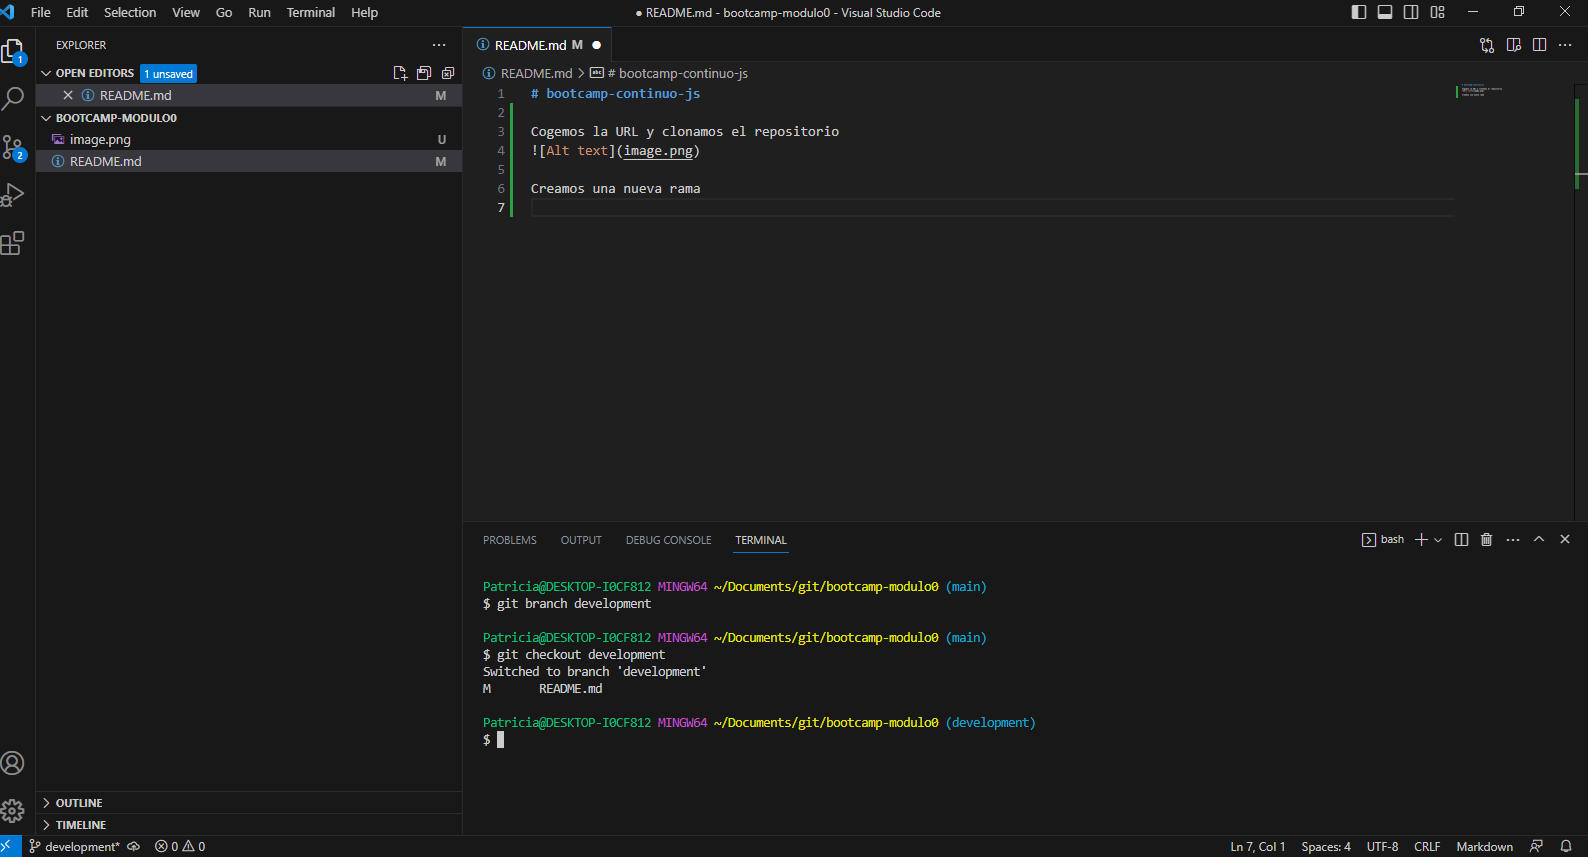 File Edit Selection View Go Run Terminal Help
● README.md - bootcamp-modulo0 - Visual Studio Code
EXPLORER
OPEN EDITORS 1 unsaved
README.md M
BOOTCAMP-MODULO0
image.png U
README.md M
1
2
OUTLINE
TIMELINE
README.md M
README.md > # bootcamp-continuo-js
1 # bootcamp-continuo-js
2
3 Cogemos la URL y clonamos el repositorio
4 ![Alt text](image.png)
5
6 Creamos una nueva rama
7
PROBLEMS OUTPUT DEBUG CONSOLE TERMINAL
bash
Patricia@DESKTOP-I0CF812 MINGW64 ~/Documents/git/bootcamp-modulo0 (main)
$ git branch development
Patricia@DESKTOP-I0CF812 MINGW64 ~/Documents/git/bootcamp-modulo0 (main)
$ git checkout development
Switched to branch 'development'
M README.md
Patricia@DESKTOP-I0CF812 MINGW64 ~/Documents/git/bootcamp-modulo0 (development)
$
development* 0 0
Ln 7, Col 1 Spaces: 4 UTF-8 CRLF Markdown